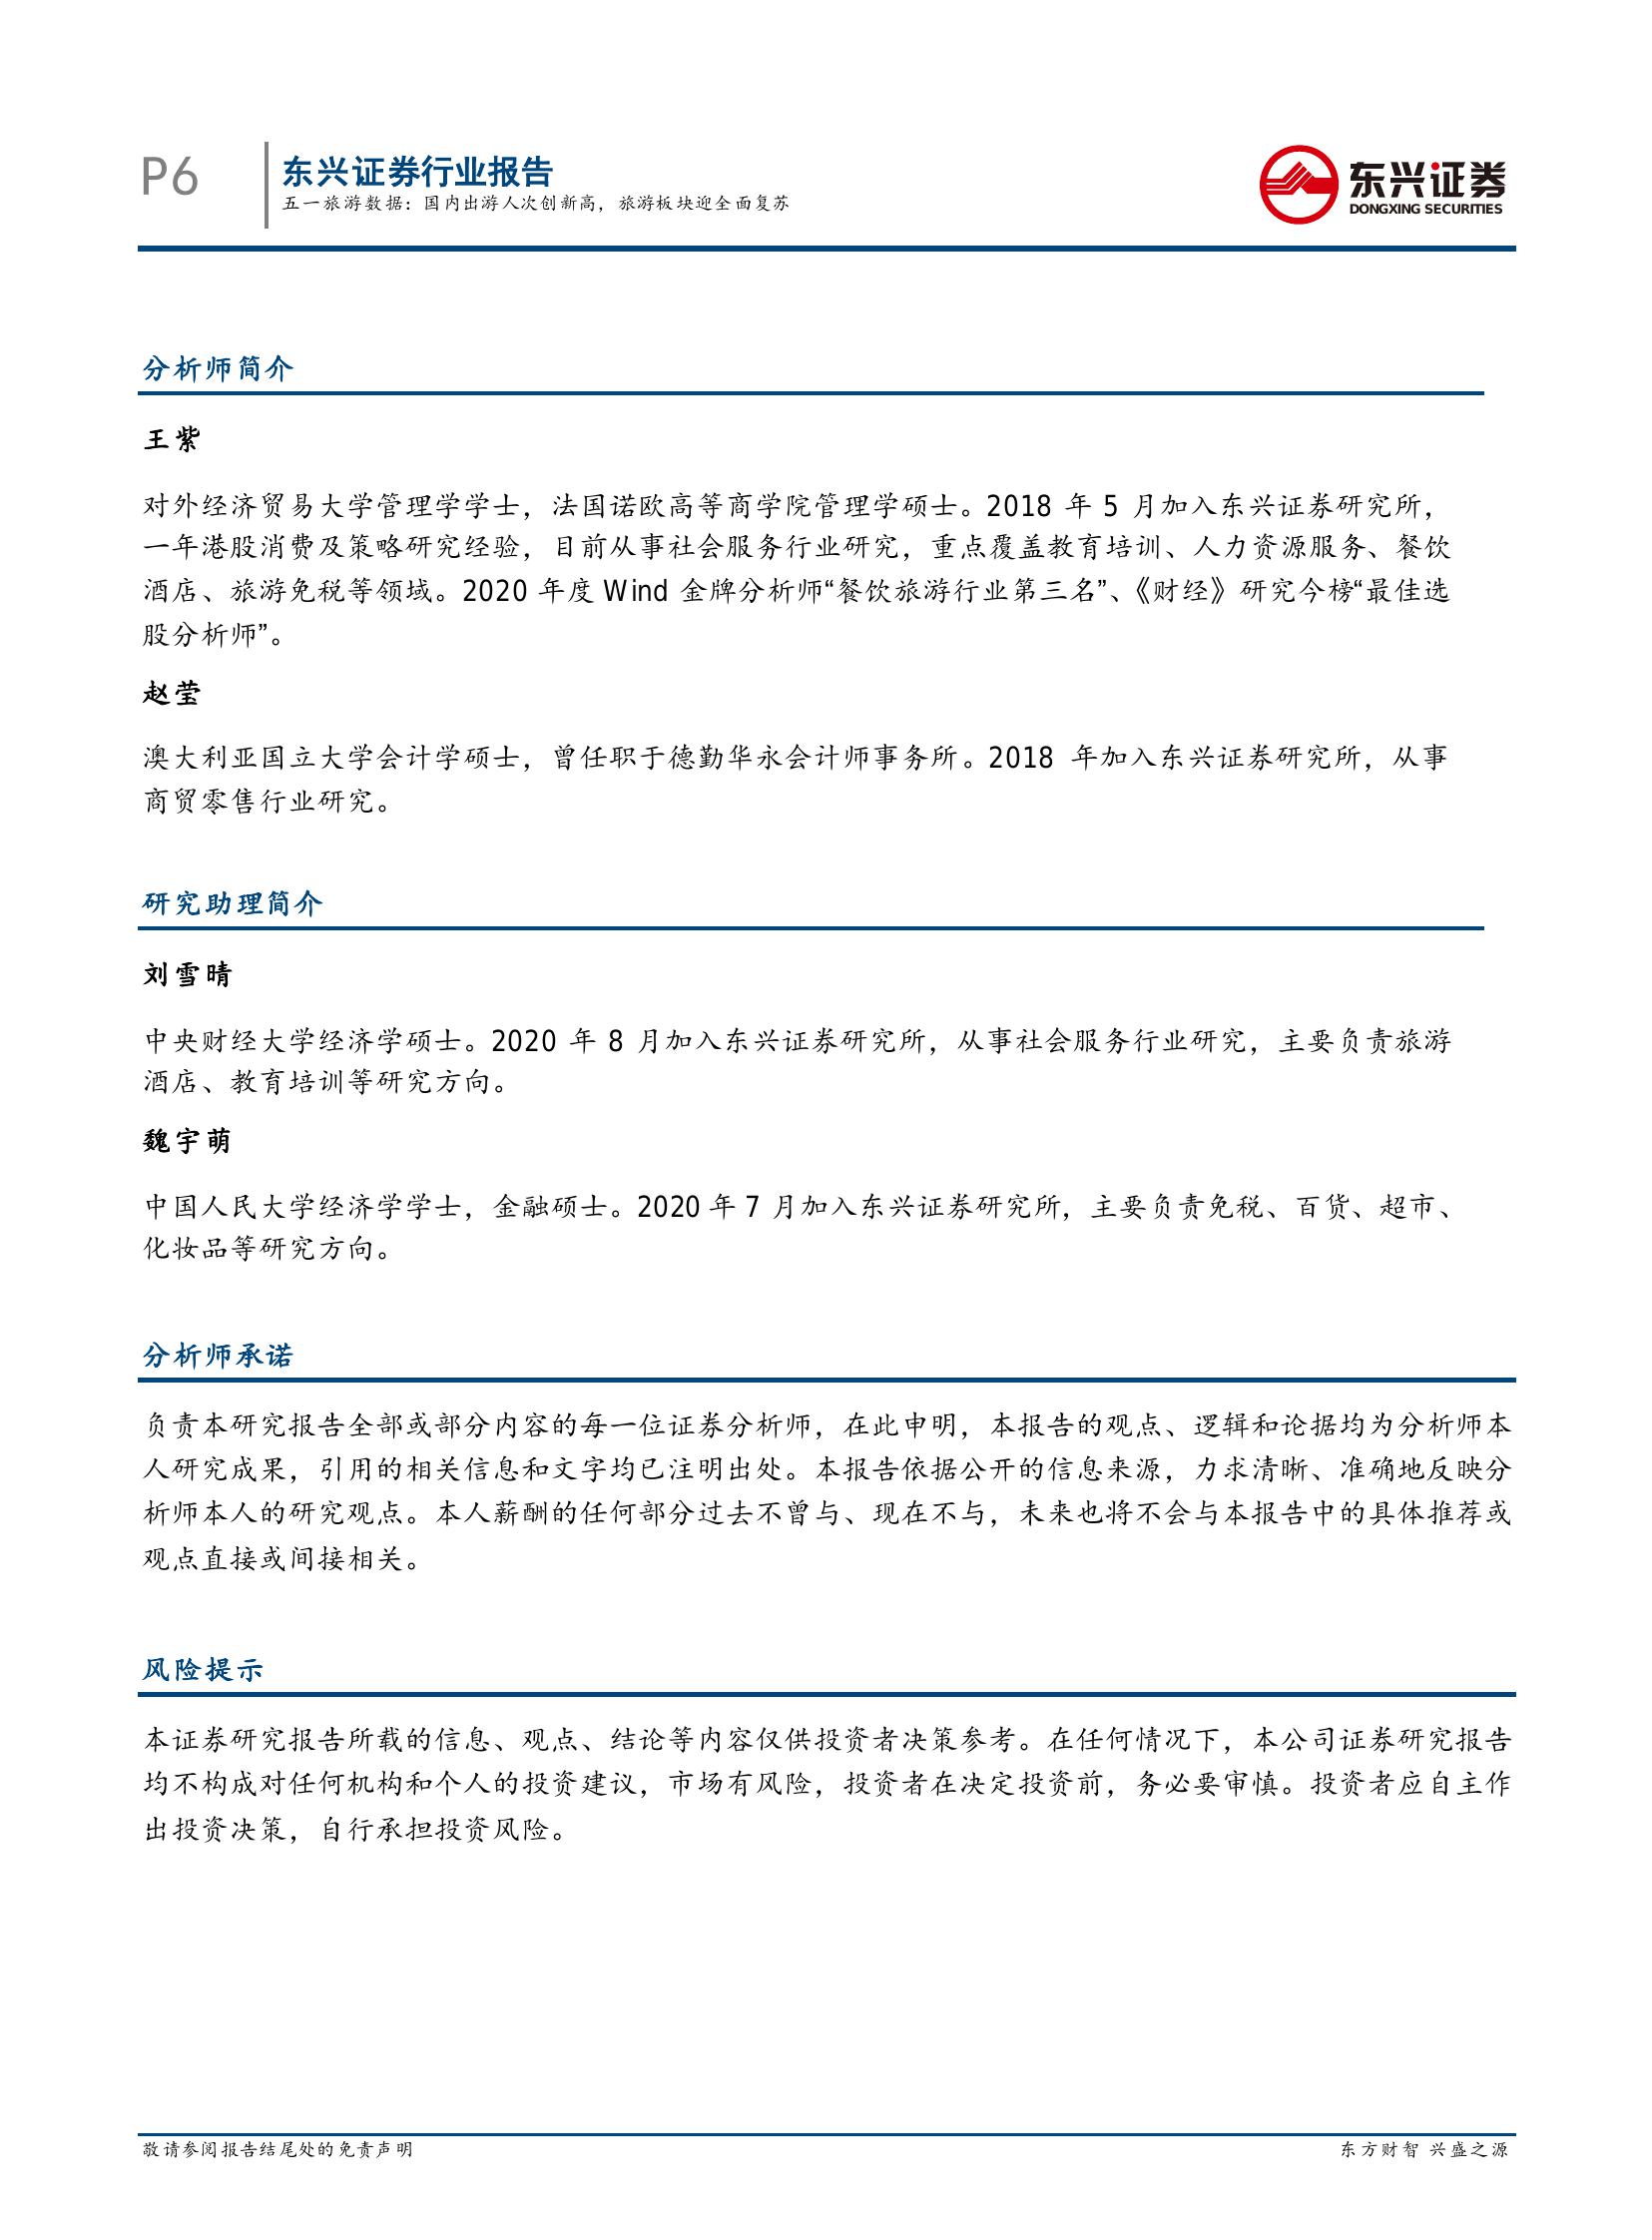 P6
东兴证券行业报告
五一旅游数据：国内出游人次创新高，旅游板块迎全面复苏
东兴证券
DONGXING SECURITIES
分析师简介
王紫
对外经济贸易大学管理学学士，法国诺欧高等商学院管理学硕士。2018 年 5 月加入东兴证券研究所，
一年港股消费及策略研究经验，目前从事社会服务行业研究，重点覆盖教育培训、人力资源服务、餐饮
酒店、旅游免税等领域。2020 年度 Wind 金牌分析师“餐饮旅游行业第三名”、《财经》研究今榜“最佳选
股分析师”。
赵莹
澳大利亚国立大学会计学硕士，曾任职于德勤华永会计师事务所。2018 年加入东兴证券研究所，从事
商贸零售行业研究。
研究助理简介
刘雪晴
中央财经大学经济学硕士。2020 年 8 月加入东兴证券研究所，从事社会服务行业研究，主要负责旅游
酒店、教育培训等研究方向。
魏宇萌
中国人民大学经济学学士，金融硕士。2020 年 7 月加入东兴证券研究所，主要负责免税、百货、超市、
化妆品等研究方向。
分析师承诺
负责本研究报告全部或部分内容的每一位证券分析师，在此申明，本报告的观点、逻辑和论据均为分析师本
人研究成果，引用的相关信息和文字均已注明出处。本报告依据公开的信息来源，力求清晰、准确地反映分
析师本人的研究观点。本人薪酬的任何部分过去不曾与、现在不与，未来也将不会与本报告中的具体推荐或
观点直接或间接相关。
风险提示
本证券研究报告所载的信息、观点、结论等内容仅供投资者决策参考。在任何情况下，本公司证券研究报告
均不构成对任何机构和个人的投资建议，市场有风险，投资者在决定投资前，务必要审慎。投资者应自主作
出投资决策，自行承担投资风险。
敬请参阅报告结尾处的免责声明
东方财智 兴盛之源